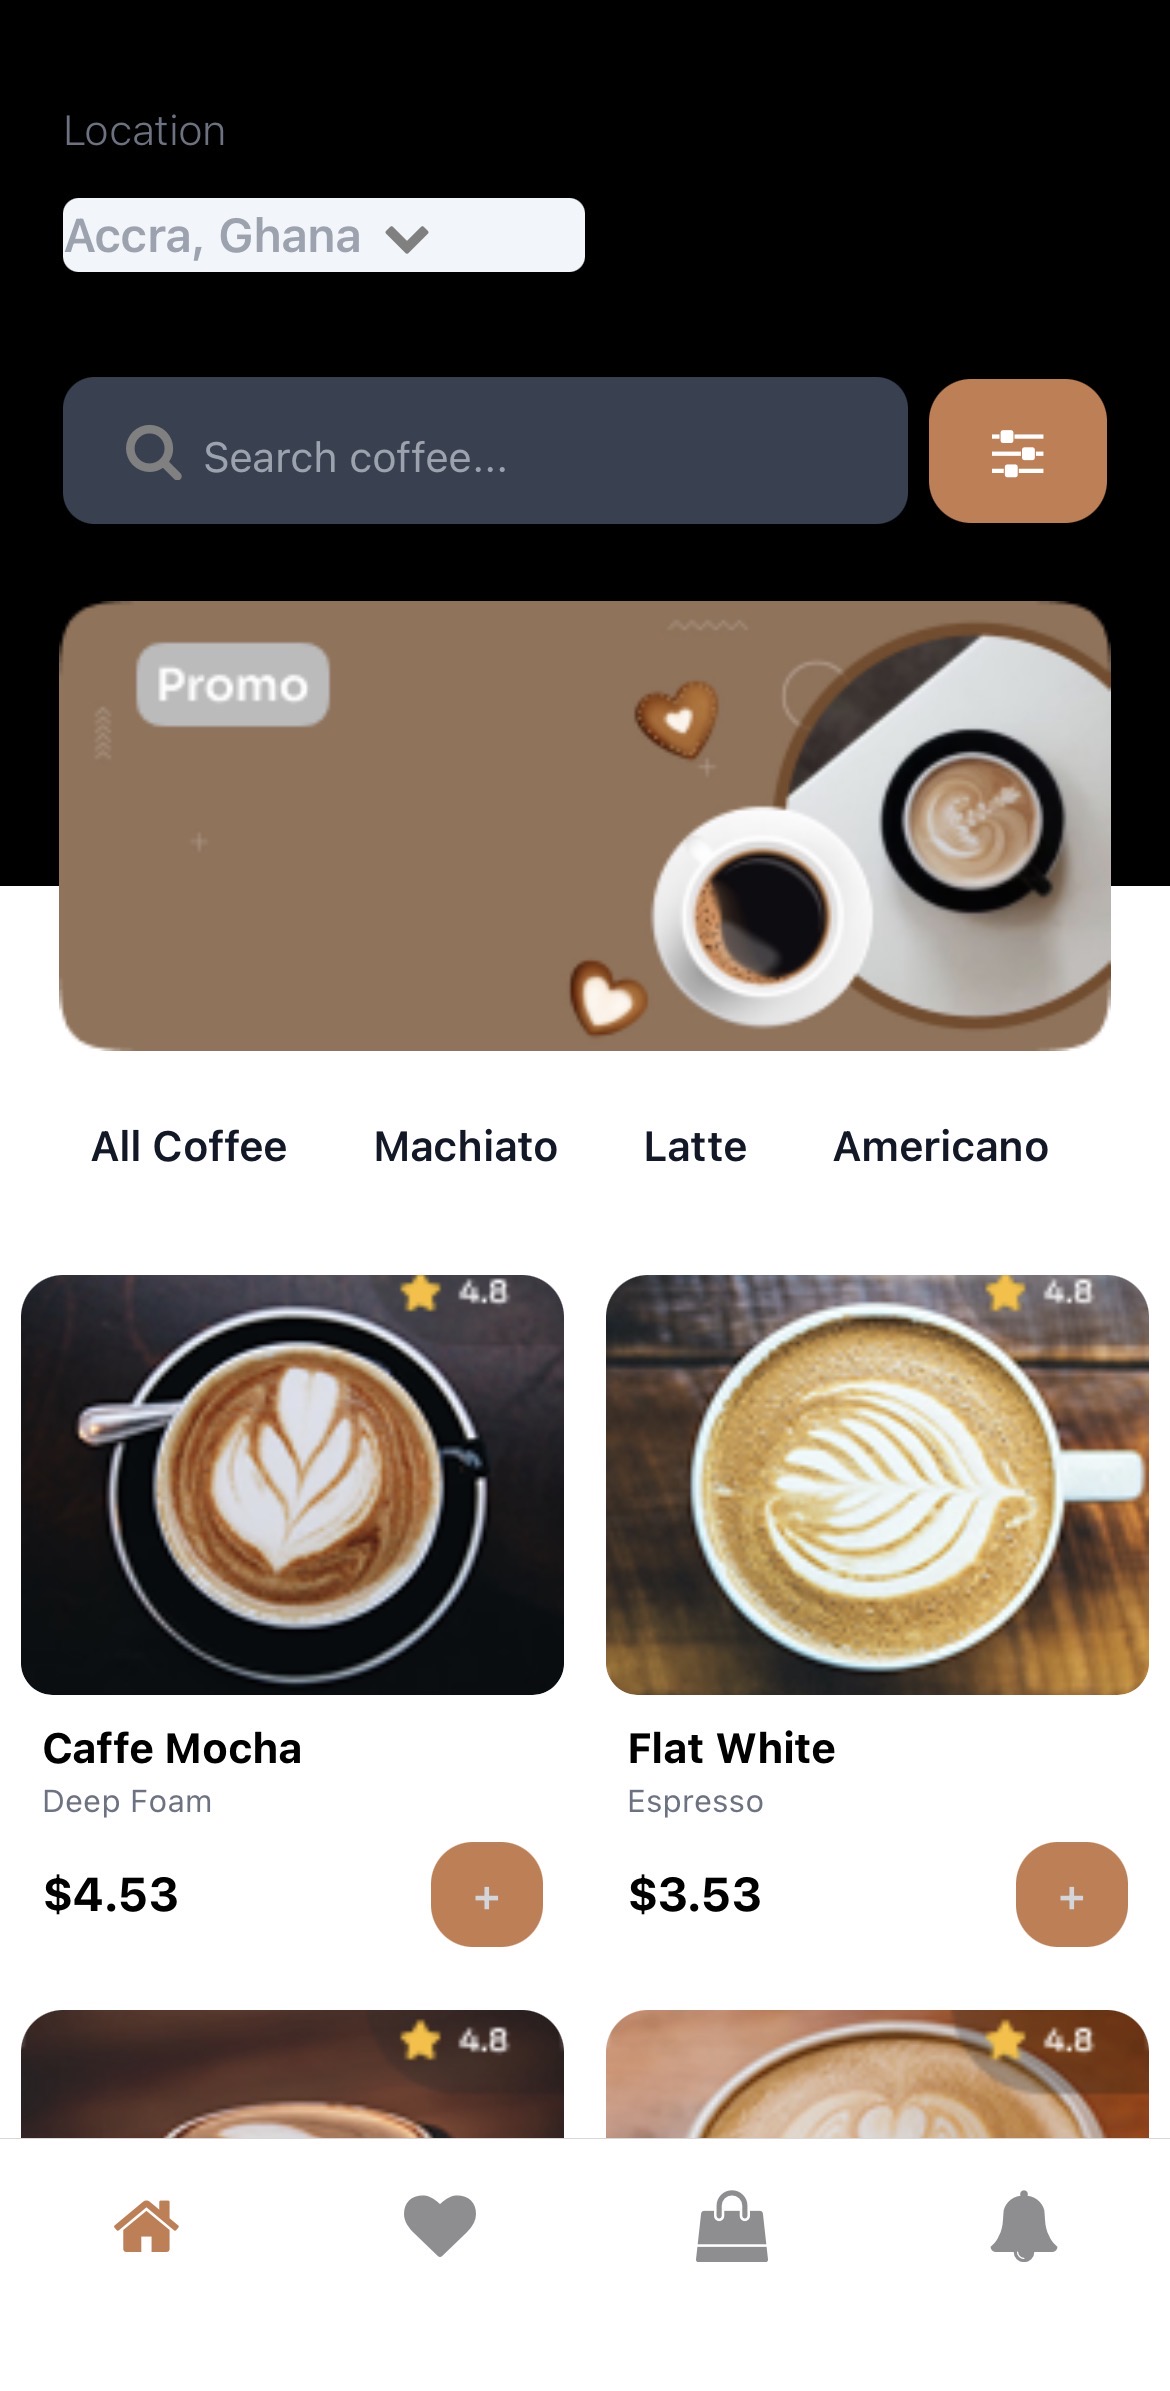 Location
Accra, Ghana
Search coffee...
Promo
All Coffee Machiato Latte Americano
4.8 4.8
Caffe Mocha Flat White
Deep Foam Espresso
$4.53 + $3.53 +
4.8 4.8